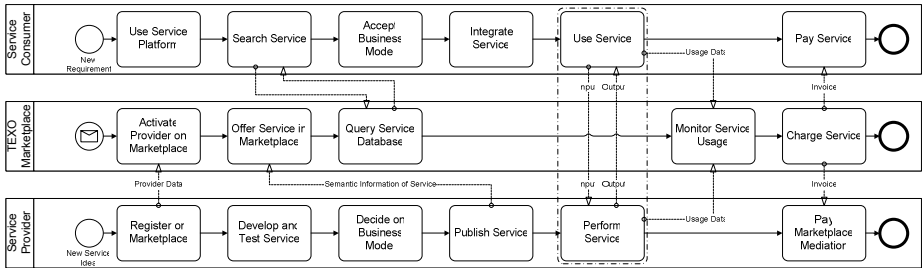 Service
Consumer
New
Requirement
Use Service
Platform
Search Service
Accept
Business
Mode
Integrate
Service
Use Service
Usage Data
Pay Service
Input
Output
Invoice
TEXO
Marketplace
Activate
Provider on
Marketplace
Offer Service in
Marketplace
Query Service
Database
Monitor Service
Usage
Charge Service
Provider Data
Semantic Information of Service
Input
Output
Invoice
Service
Provider
New Service
Idea
Register on
Marketplace
Develop and
Test Service
Decide on
Business
Mode
Publish Service
Perform
Service
Usage Data
Pay
Marketplace
Mediation